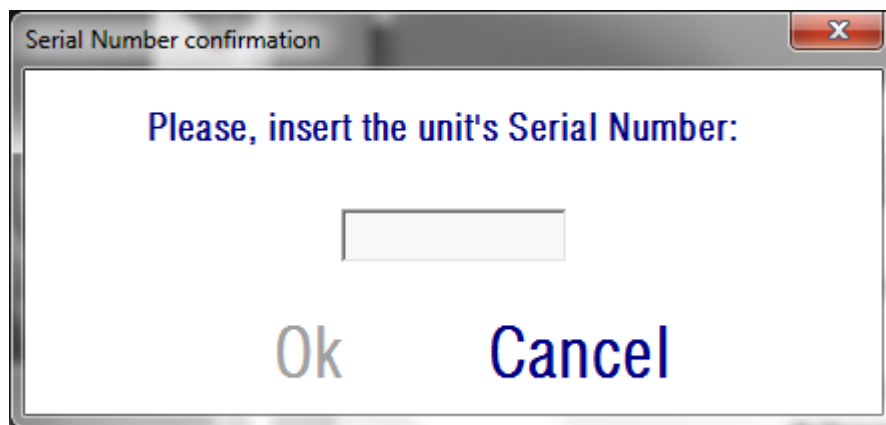 Serial Number confirmation
Please, insert the unit's Serial Number:
Ok Cancel